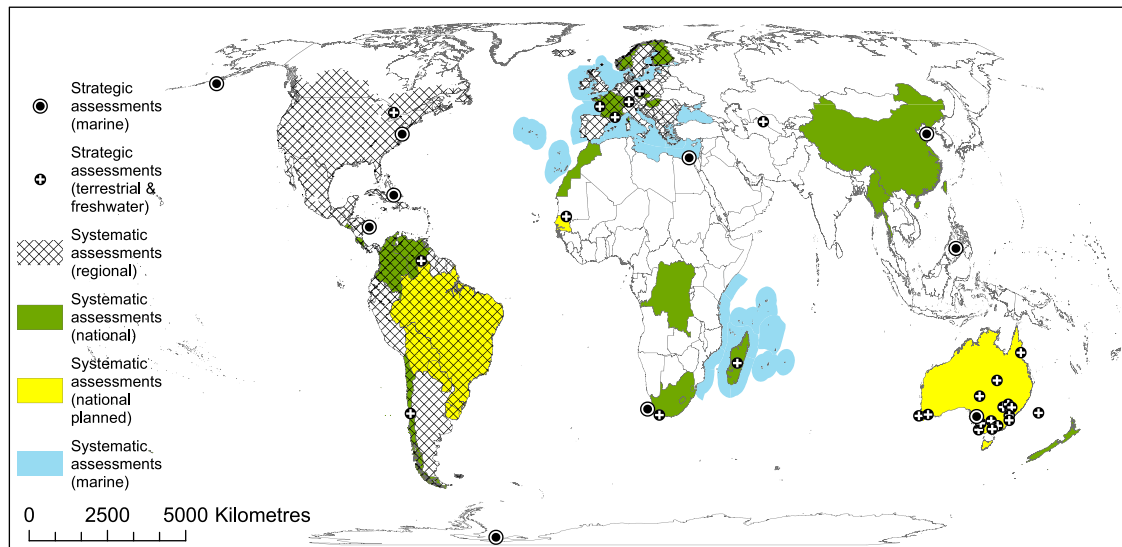 Strategic
assessments
(marine)
Strategic
assessments
(terrestrial &
freshwater)
Systematic
assessments
(regional)
Systematic
assessments
(national)
Systematic
assessments
(national
planned)
Systematic
assessments
(marine)
0 2500 5000 Kilometres